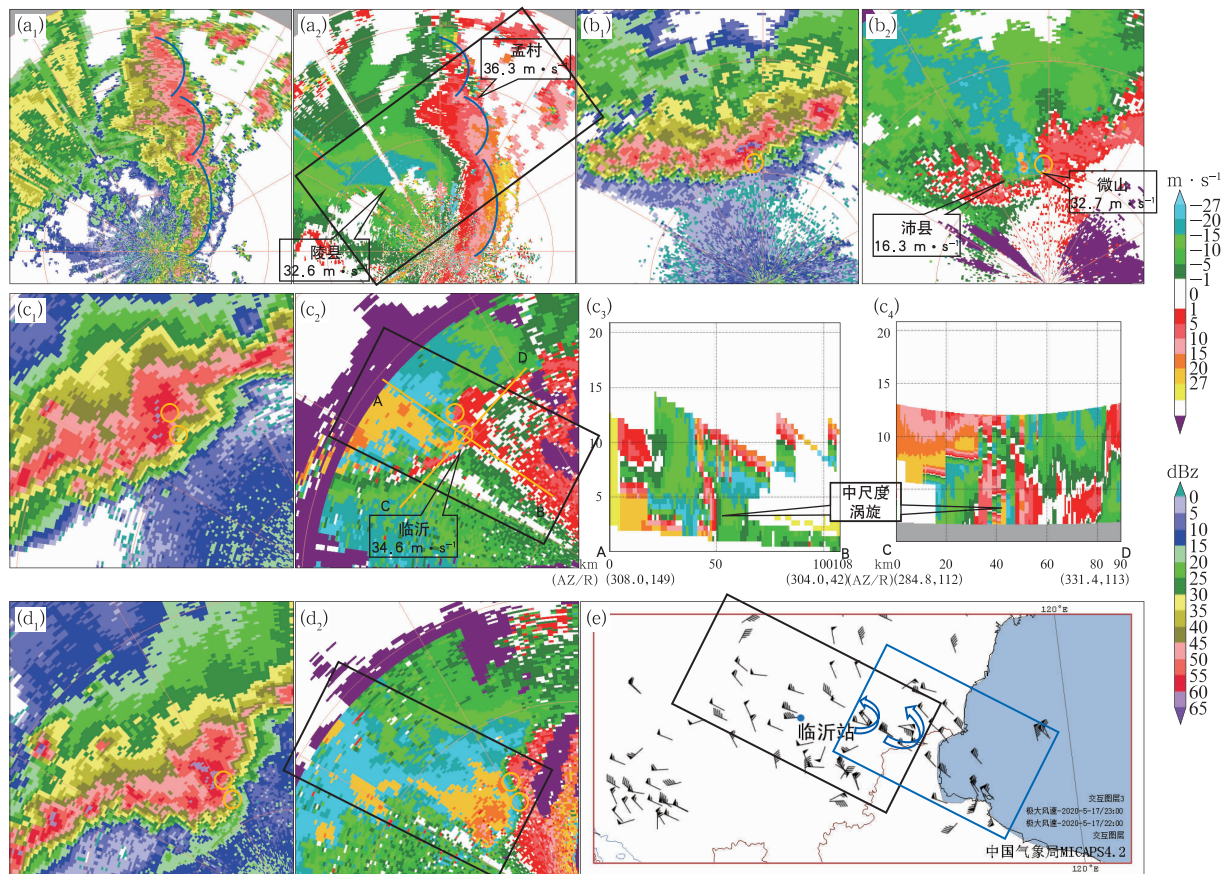 (a₁)
(a₂)
孟村
36.3 m·s⁻¹
陵县
32.6 m·s⁻¹
(b₁)
(b₂)
微山
32.7 m·s⁻¹
沛县
16.3 m·s⁻¹
m·s⁻¹
-27
-20
-15
-10
-5
-1
0
1
5
10
15
20
27
(c₁)
(c₂)
A
D
C
B
临沂
34.6 m·s⁻¹
(c₃)
20
15
10
5
A
B
km 0 50 100108
(AZ/R) (308.0,149) (304.0,42)
(c₄)
20
15
10
5
中尺度
涡旋
C
D
km 0 20 40 60 80 90
(AZ/R) (284.8,112) (331.4,113)
dBz
0
5
10
15
20
25
30
35
40
45
50
55
60
65
(d₁)
(d₂)
(e)
120°E
临沂站
交互图层3
极大风速-2020-5-17/23:00
极大风速-2020-5-17/22:00
交互图层
中国气象局MICAPS4.2
120°E